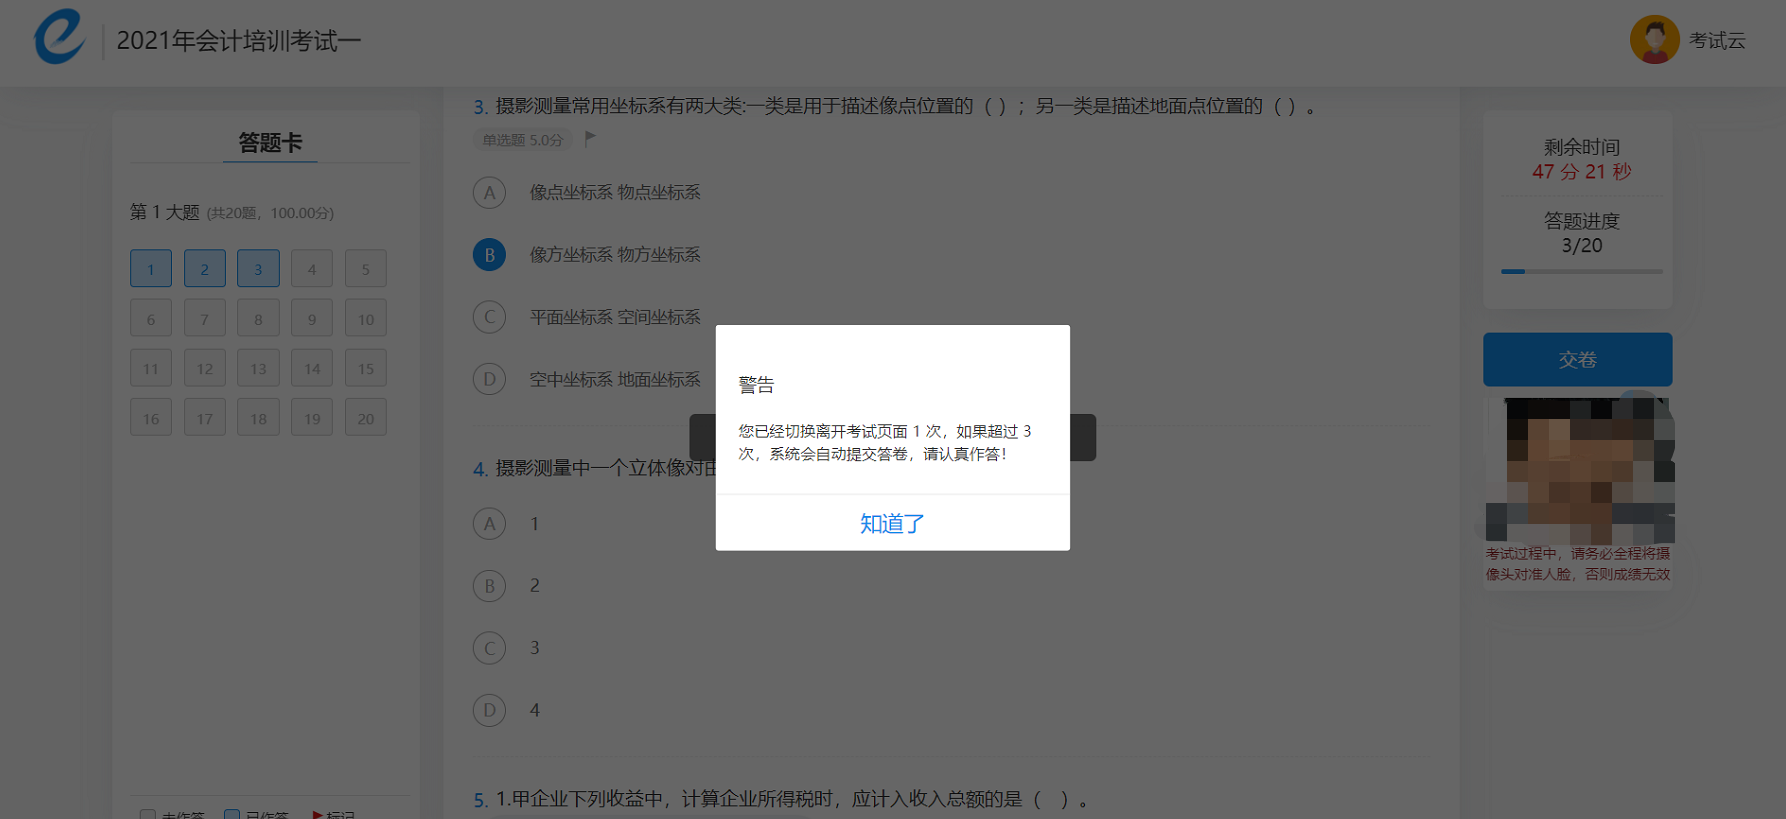 2021年会计培训考试一
考试云
答题卡
第 1 大题 (共20题，100.00分)
1 2 3 4 5
6 7 8 9 10
11 12 13 14 15
16 17 18 19 20
未作答 已作答 标记
3. 摄影测量常用坐标系有两大类:一类是用于描述像点位置的（ ）；另一类是描述地面点位置的（ ）。
单选题 5.0分
A 像点坐标系 物点坐标系
B 像方坐标系 物方坐标系
C 平面坐标系 空间坐标系
D 空中坐标系 地面坐标系
4. 摄影测量中一个立体像对由
A 1
B 2
C 3
D 4
5. 1.甲企业下列收益中，计算企业所得税时，应计入收入总额的是（　）。
警告
您已经切换离开考试页面 1 次，如果超过 3
次，系统会自动提交答卷，请认真作答！
知道了
剩余时间
47 分 21 秒
答题进度
3/20
交卷
考试过程中，请务必全程将摄
像头对准人脸，否则成绩无效